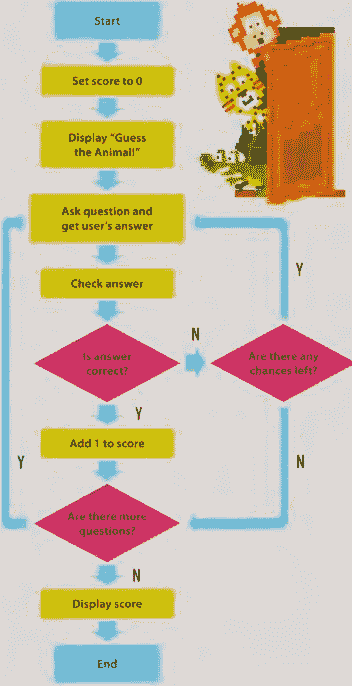 Start
Set score to 0
Display “Guess
the Animal!”
Ask question and
get user's answer
Y
Check answer
N
Is answer
correct?
Are there any
chances left?
Y
Add 1 to score
Y
N
Are there more
questions?
N
Display score
End